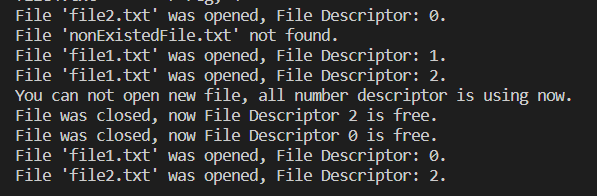 File 'file2.txt' was opened, File Descriptor: 0.
File 'nonExistedFile.txt' not found.
File 'file1.txt' was opened, File Descriptor: 1.
File 'file1.txt' was opened, File Descriptor: 2.
You can not open new file, all number descriptor is using now.
File was closed, now File Descriptor 2 is free.
File was closed, now File Descriptor 0 is free.
File 'file1.txt' was opened, File Descriptor: 0.
File 'file2.txt' was opened, File Descriptor: 2.